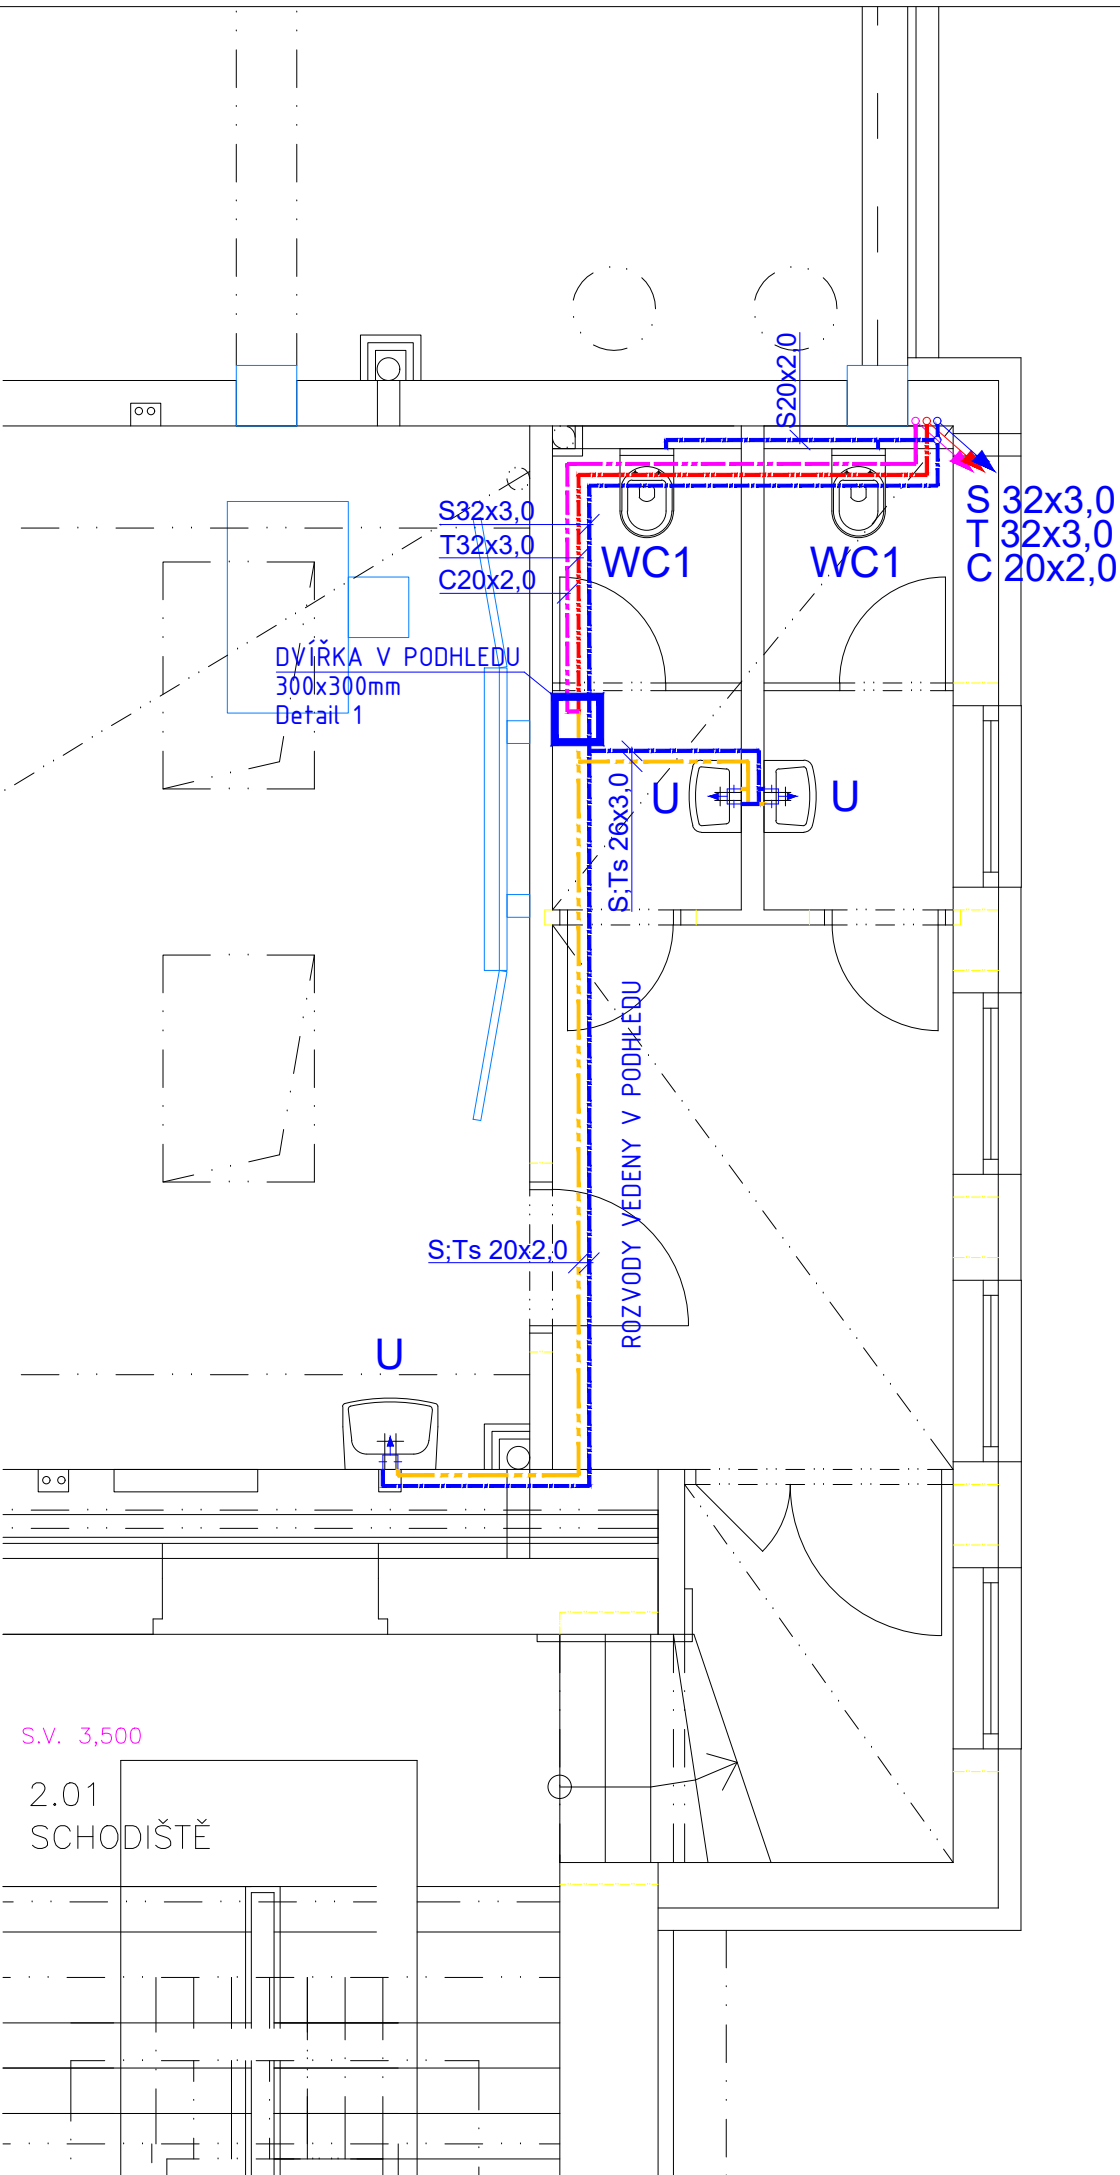 S20x2,0
S 32x3,0
T 32x3,0
C 20x2,0
S32x3,0
T32x3,0
C20x2,0
WC1
WC1
DVÍŘKA V PODHLEDU
300x300mm
Detail 1
U
U
S;Ts 26x3,0
ROZVODY VEDENY V PODHLEDU
S;Ts 20x2,0
U
S.V. 3,500
2.01
SCHODIŠTĚ